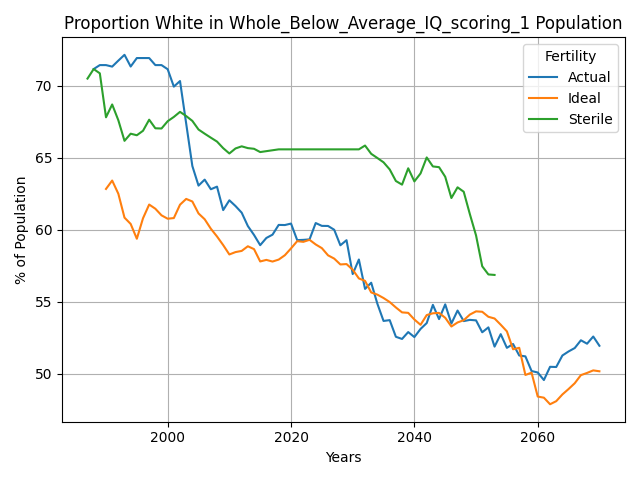 Proportion White in Whole_Below_Average_IQ_scoring_1 Population
Fertility
Actual
Ideal
Sterile
% of Population
70
65
60
55
50
2000
2020
2040
2060
Years